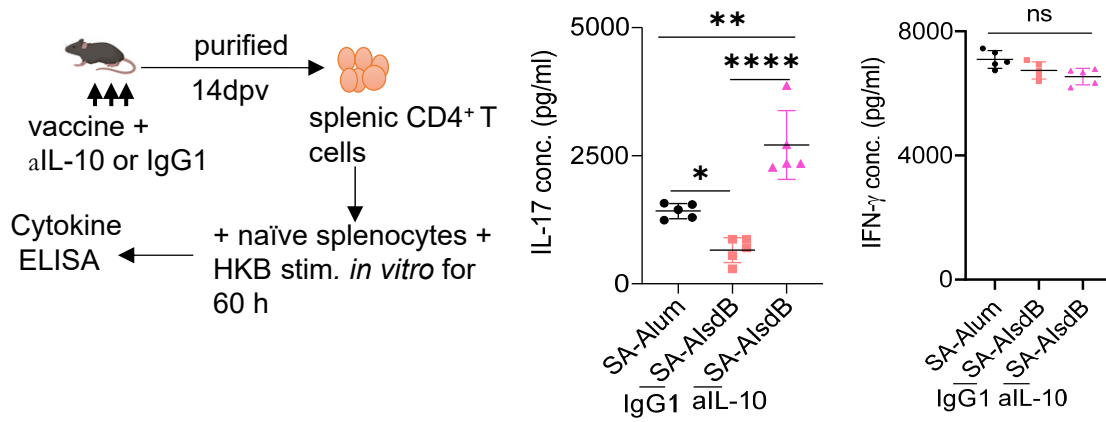 purified
14dpv
vaccine +
aIL-10 or IgG1
splenic CD4⁺ T
cells
+ naïve splenocytes +
HKB stim. in vitro for
60 h
Cytokine
ELISA
IL-17 conc. (pg/ml)
5000
2500
0
**
****
*
SA-Alum
SA-AIsdB
SA-AIsdB
IgG1 aIL-10
IFN-γ conc. (pg/ml)
8000
4000
0
ns
SA-Alum
SA-AIsdB
SA-AIsdB
IgG1 aIL-10